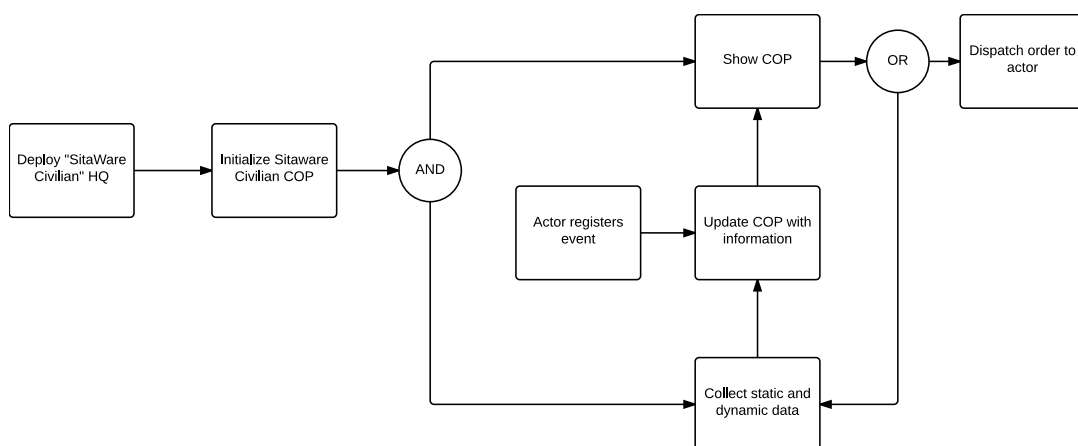 Deploy "SitaWare
Civilian" HQ
Initialize Sitaware
Civilian COP
AND
Show COP
OR
Dispatch order to
actor
Actor registers
event
Update COP with
information
Collect static and
dynamic data